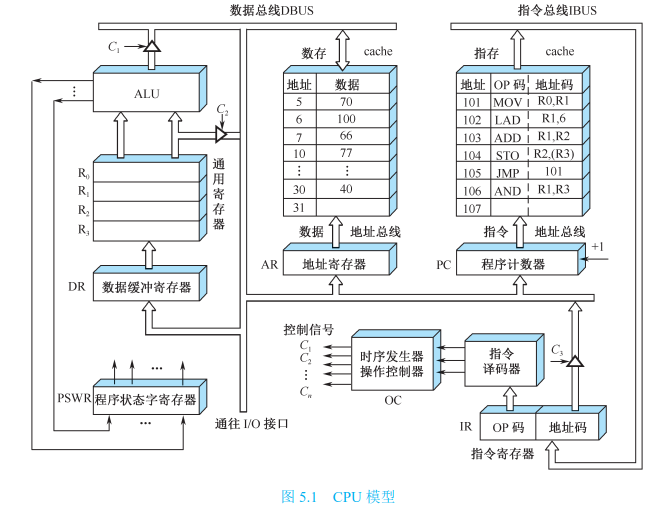 数据总线DBUS
指令总线IBUS
C1
数存 cache
指存 cache
ALU
C2
地址 数据
5 70
6 100
7 66
10 77
⋮ ⋮
30 40
31
地址 OP 码 地址码
101 MOV R0,R1
102 LAD R1,6
103 ADD R1,R2
104 STO R2,(R3)
105 JMP 101
106 AND R1,R3
107
R0
R1
R2
R3
通用寄存器
数据 地址总线
指令 地址总线
AR 地址寄存器
PC 程序计数器
+1
DR 数据缓冲寄存器
控制信号
C1
C2
⋮
Cn
时序发生器
操作控制器
OC
指令
译码器
C3
PSWR 程序状态字寄存器
...
...
⋮
通往 I/O 接口
IR OP 码 地址码
指令寄存器
图 5.1 CPU 模型